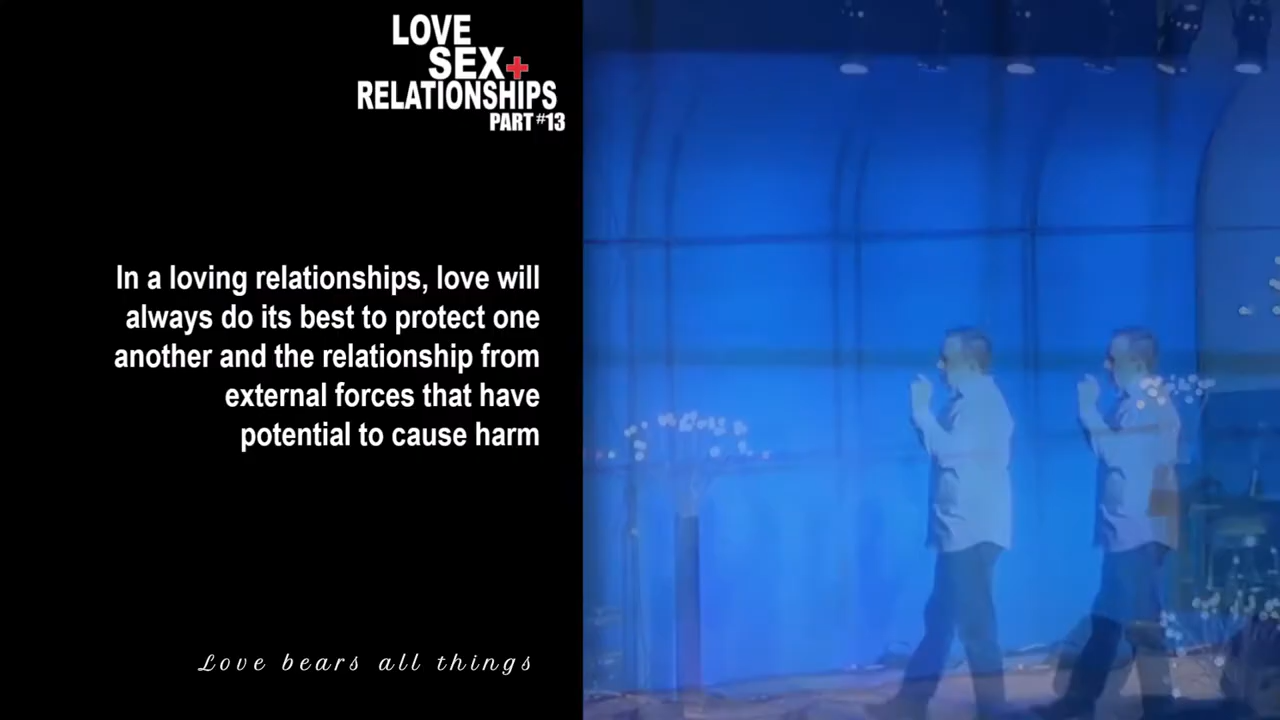 LOVE
SEX+
RELATIONSHIPS
PART #13
In a loving relationships, love will
always do its best to protect one
another and the relationship from
external forces that have
potential to cause harm
Love bears all things